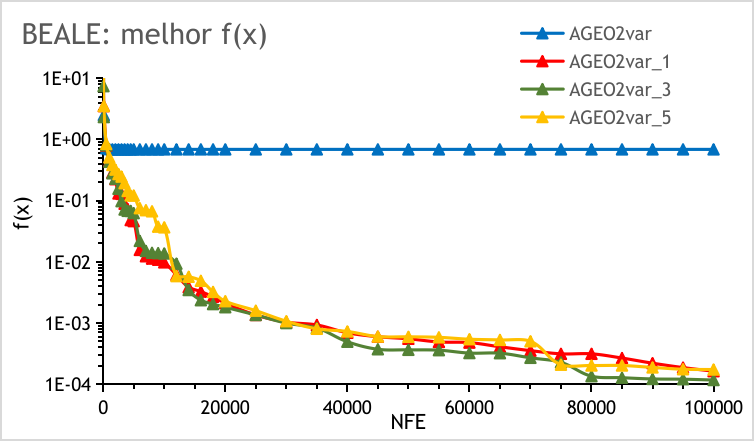 BEALE: melhor f(x)
AGEO2var
AGEO2var_1
AGEO2var_3
AGEO2var_5
1E+01
1E+00
1E-01
1E-02
1E-03
1E-04
f(x)
0 20000 40000 60000 80000 100000
NFE